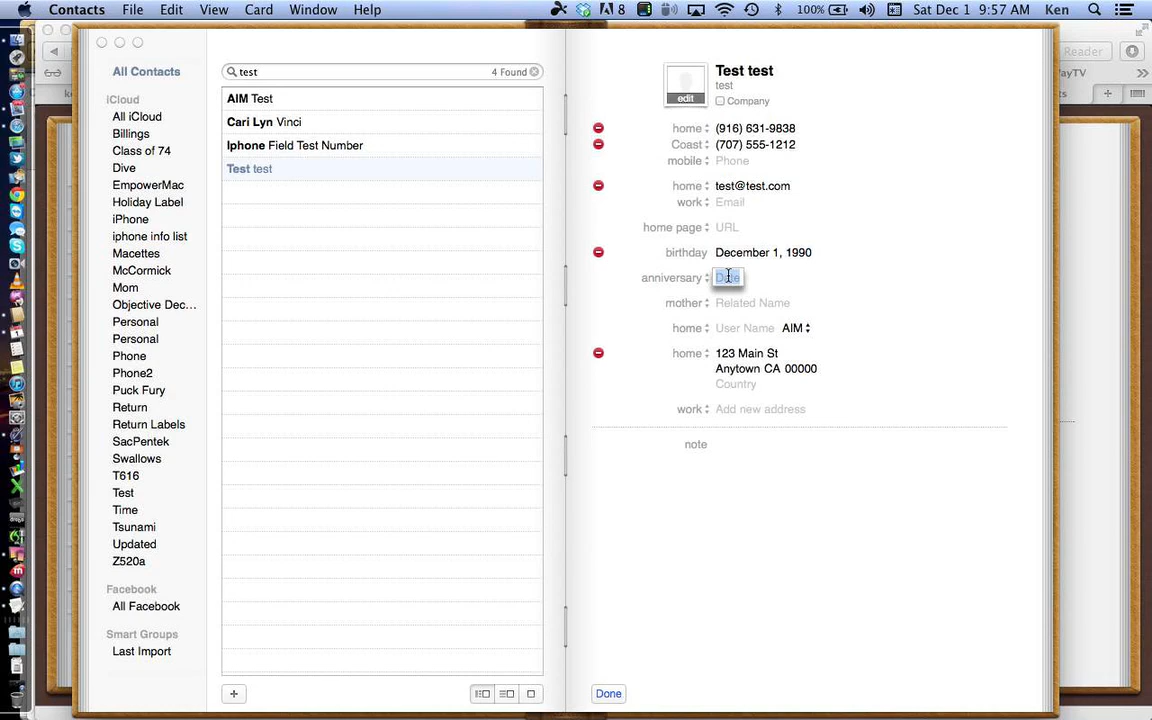 Contacts File Edit View Card Window Help 8 100% Sat Dec 1 9:57 AM Ken
Reader
ayTV
All Contacts
iCloud
All iCloud
Billings
Class of 74
Dive
EmpowerMac
Holiday Label
iPhone
iphone info list
Macettes
McCormick
Mom
Objective Dec...
Personal
Personal
Phone
Phone2
Puck Fury
Return
Return Labels
SacPentek
Swallows
T616
Test
Time
Tsunami
Updated
Z520a
Facebook
All Facebook
Smart Groups
Last Import
test 4 Found
AIM Test
Cari Lyn Vinci
Iphone Field Test Number
Test test
edit
Test test
test
Company
home (916) 631-9838
Coast (707) 555-1212
mobile Phone
home test@test.com
work Email
home page URL
birthday December 1, 1990
anniversary Date
mother Related Name
home User Name AIM
home 123 Main St
Anytown CA 00000
Country
work Add new address
note
Done